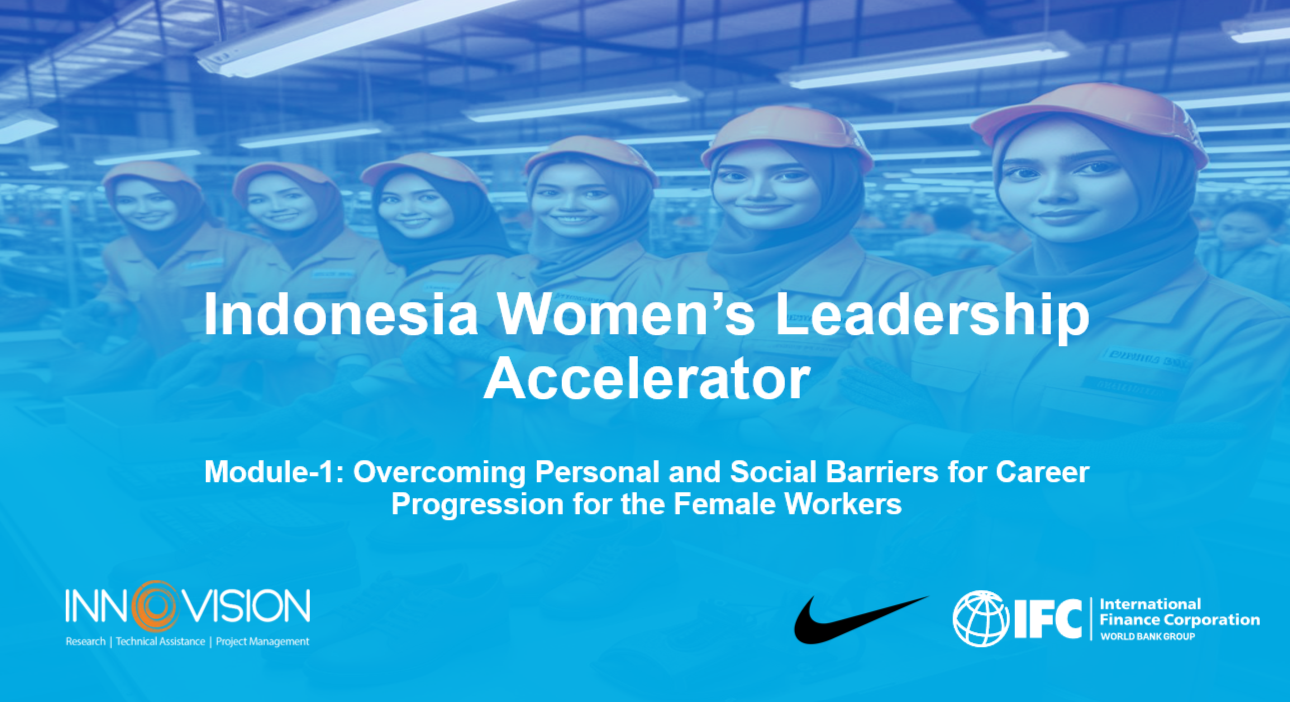 Indonesia Women’s Leadership
Accelerator
Module-1: Overcoming Personal and Social Barriers for Career
Progression for the Female Workers
INNOVISION
Research | Technical Assistance | Project Management
IFC
International
Finance Corporation
WORLD BANK GROUP